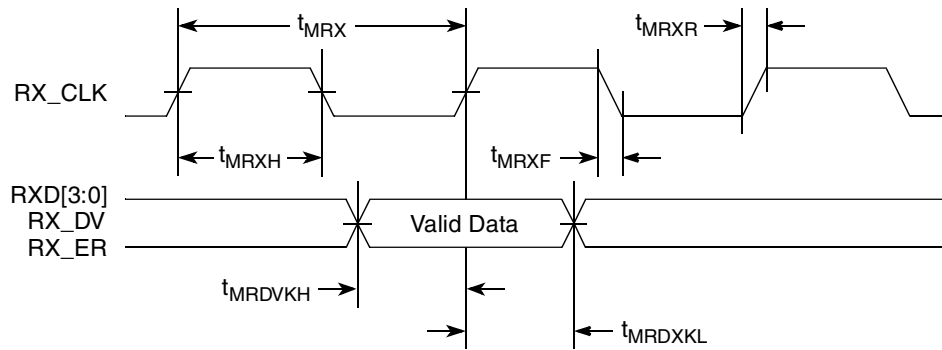 tMRX
tMRXR
RX_CLK
tMRXH
tMRXF
RXD[3:0]
RX_DV
Valid Data
RX_ER
tMRDVKH
tMRDXKL